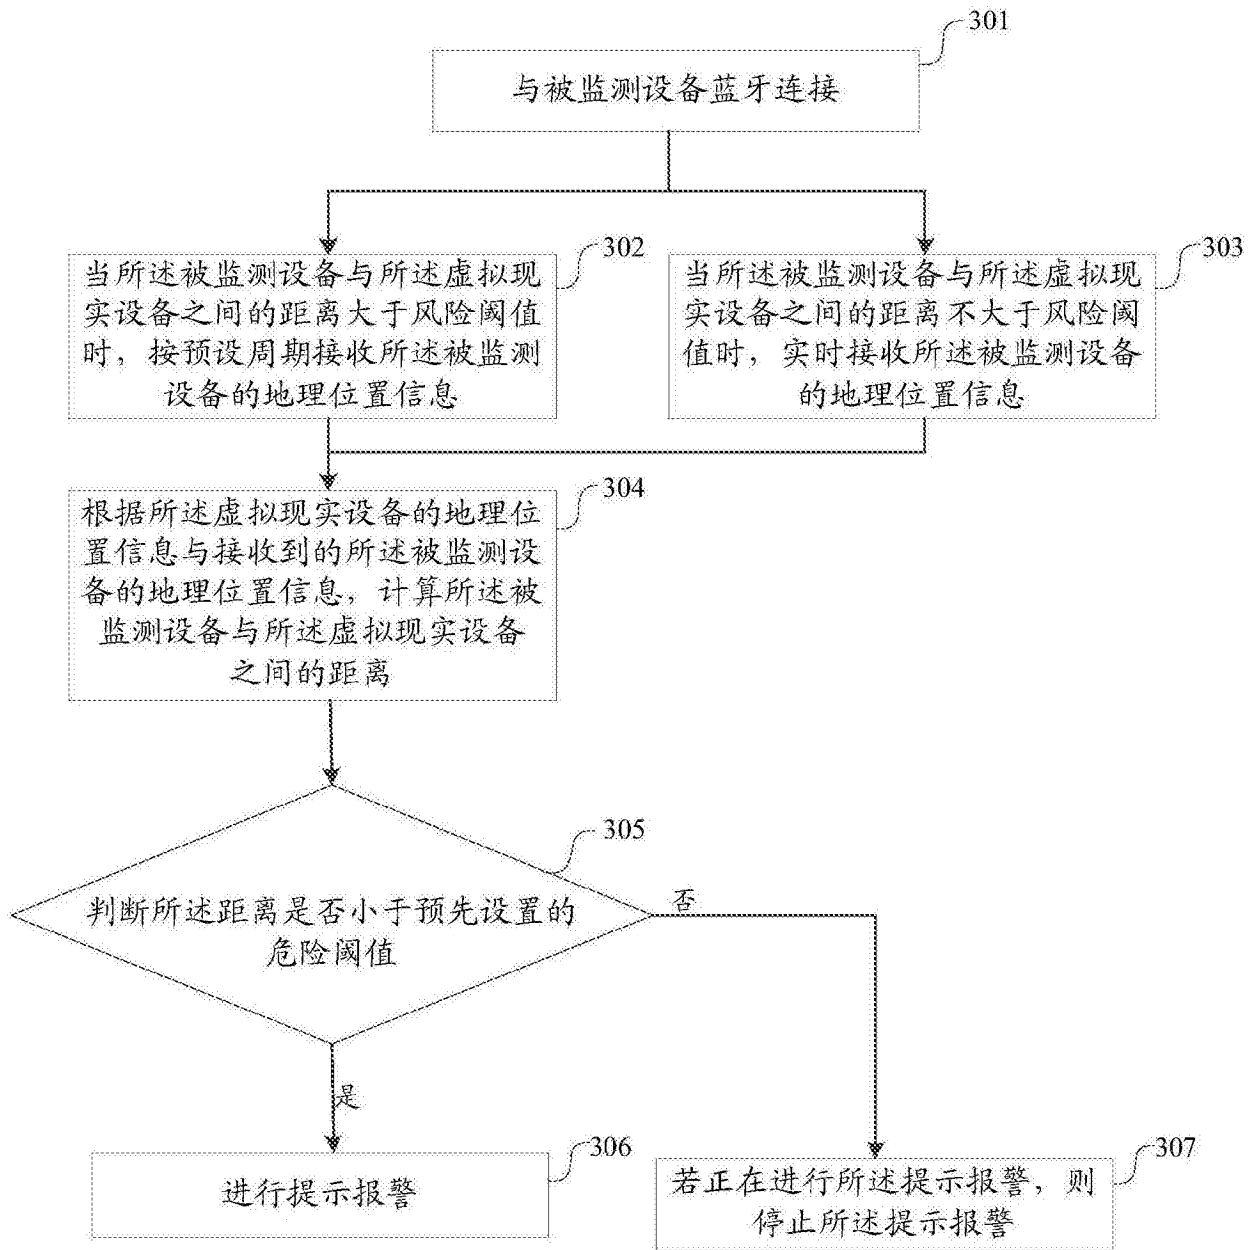 301
与被监测设备蓝牙连接
302
当所述被监测设备与所述虚拟现
实设备之间的距离大于风险阈值
时，按预设周期接收所述被监测
设备的地理位置信息
303
当所述被监测设备与所述虚拟现
实设备之间的距离不大于风险阈
值时，实时接收所述被监测设备
的地理位置信息
304
根据所述虚拟现实设备的地理位
置信息与接收到的所述被监测设
备的地理位置信息，计算所述被
监测设备与所述虚拟现实设备
之间的距离
305
判断所述距离是否小于预先设置的
危险阈值
否
是
306
进行提示报警
307
若正在进行所述提示报警，则
停止所述提示报警